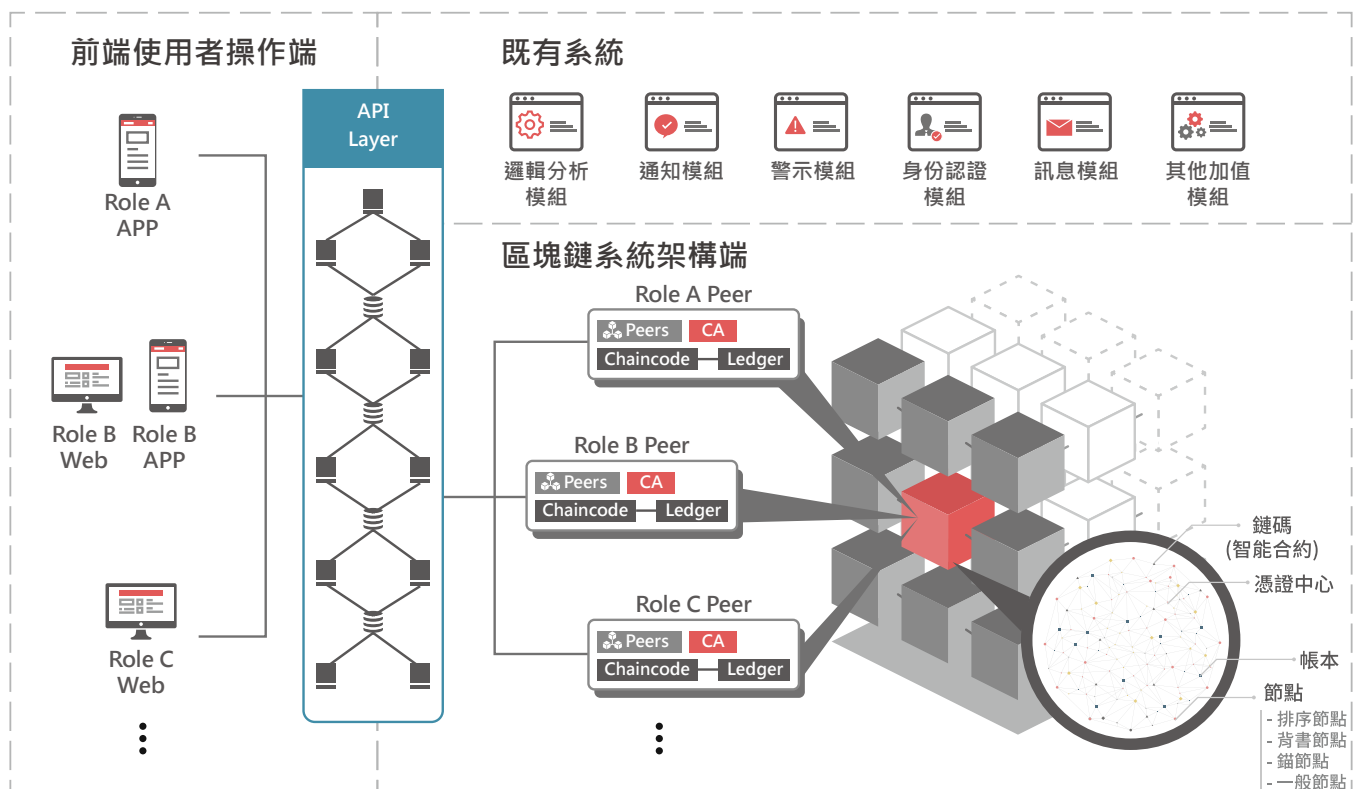 前端使用者操作端
Role A
APP
Role B
Web
Role B
APP
Role C
Web
API
Layer
既有系統
邏輯分析
模組
通知模組
警示模組
身份認證
模組
訊息模組
其他加值
模組
區塊鏈系統架構端
Role A Peer
Peers
CA
Chaincode
Ledger
Role B Peer
Peers
CA
Chaincode
Ledger
Role C Peer
Peers
CA
Chaincode
Ledger
鏈碼
(智能合約)
憑證中心
帳本
節點
- 排序節點
- 背書節點
- 錨節點
- 一般節點